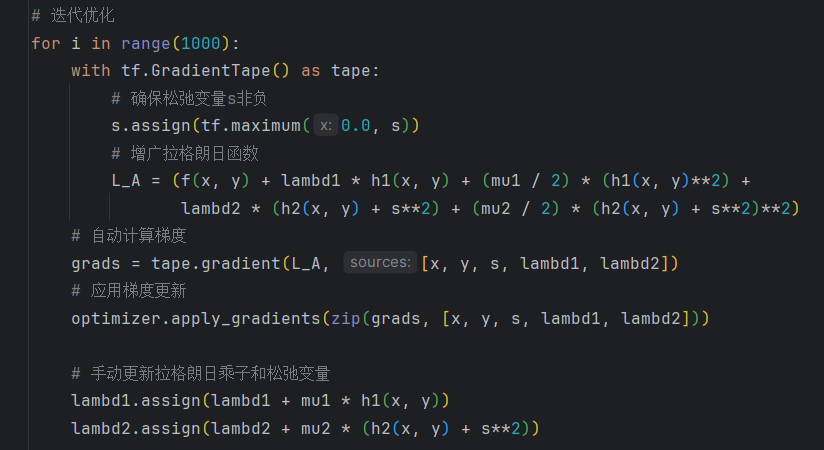 # 迭代优化
for i in range(1000):
    with tf.GradientTape() as tape:
        # 确保松弛变量s非负
        s.assign(tf.maximum( x: 0.0, s))
        # 增广拉格朗日函数
        L_A = (f(x, y) + lambd1 * h1(x, y) + (mu1 / 2) * (h1(x, y)**2) +
               lambd2 * (h2(x, y) + s**2) + (mu2 / 2) * (h2(x, y) + s**2)**2)
    # 自动计算梯度
    grads = tape.gradient(L_A, sources: [x, y, s, lambd1, lambd2])
    # 应用梯度更新
    optimizer.apply_gradients(zip(grads, [x, y, s, lambd1, lambd2]))
    # 手动更新拉格朗日乘子和松弛变量
    lambd1.assign(lambd1 + mu1 * h1(x, y))
    lambd2.assign(lambd2 + mu2 * (h2(x, y) + s**2))